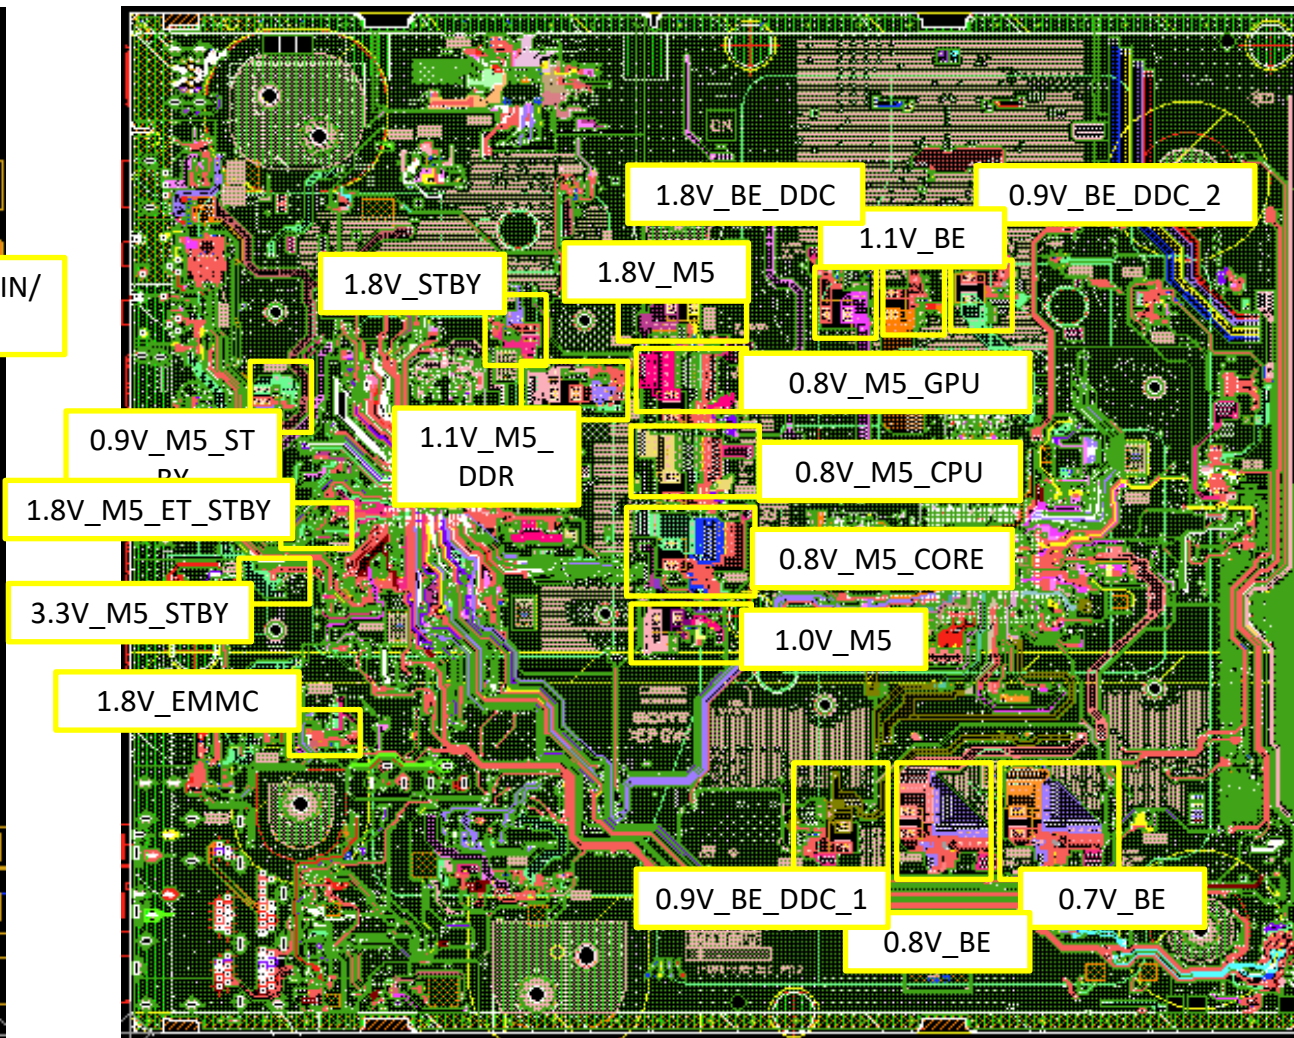 1.8V_BE_DDC
0.9V_BE_DDC_2
1.1V_BE
IN/
1.8V_STBY
1.8V_M5
0.8V_M5_GPU
0.9V_M5_ST
BY
1.1V_M5_
DDR
0.8V_M5_CPU
1.8V_M5_ET_STBY
0.8V_M5_CORE
3.3V_M5_STBY
1.0V_M5
1.8V_EMMC
0.9V_BE_DDC_1
0.7V_BE
0.8V_BE